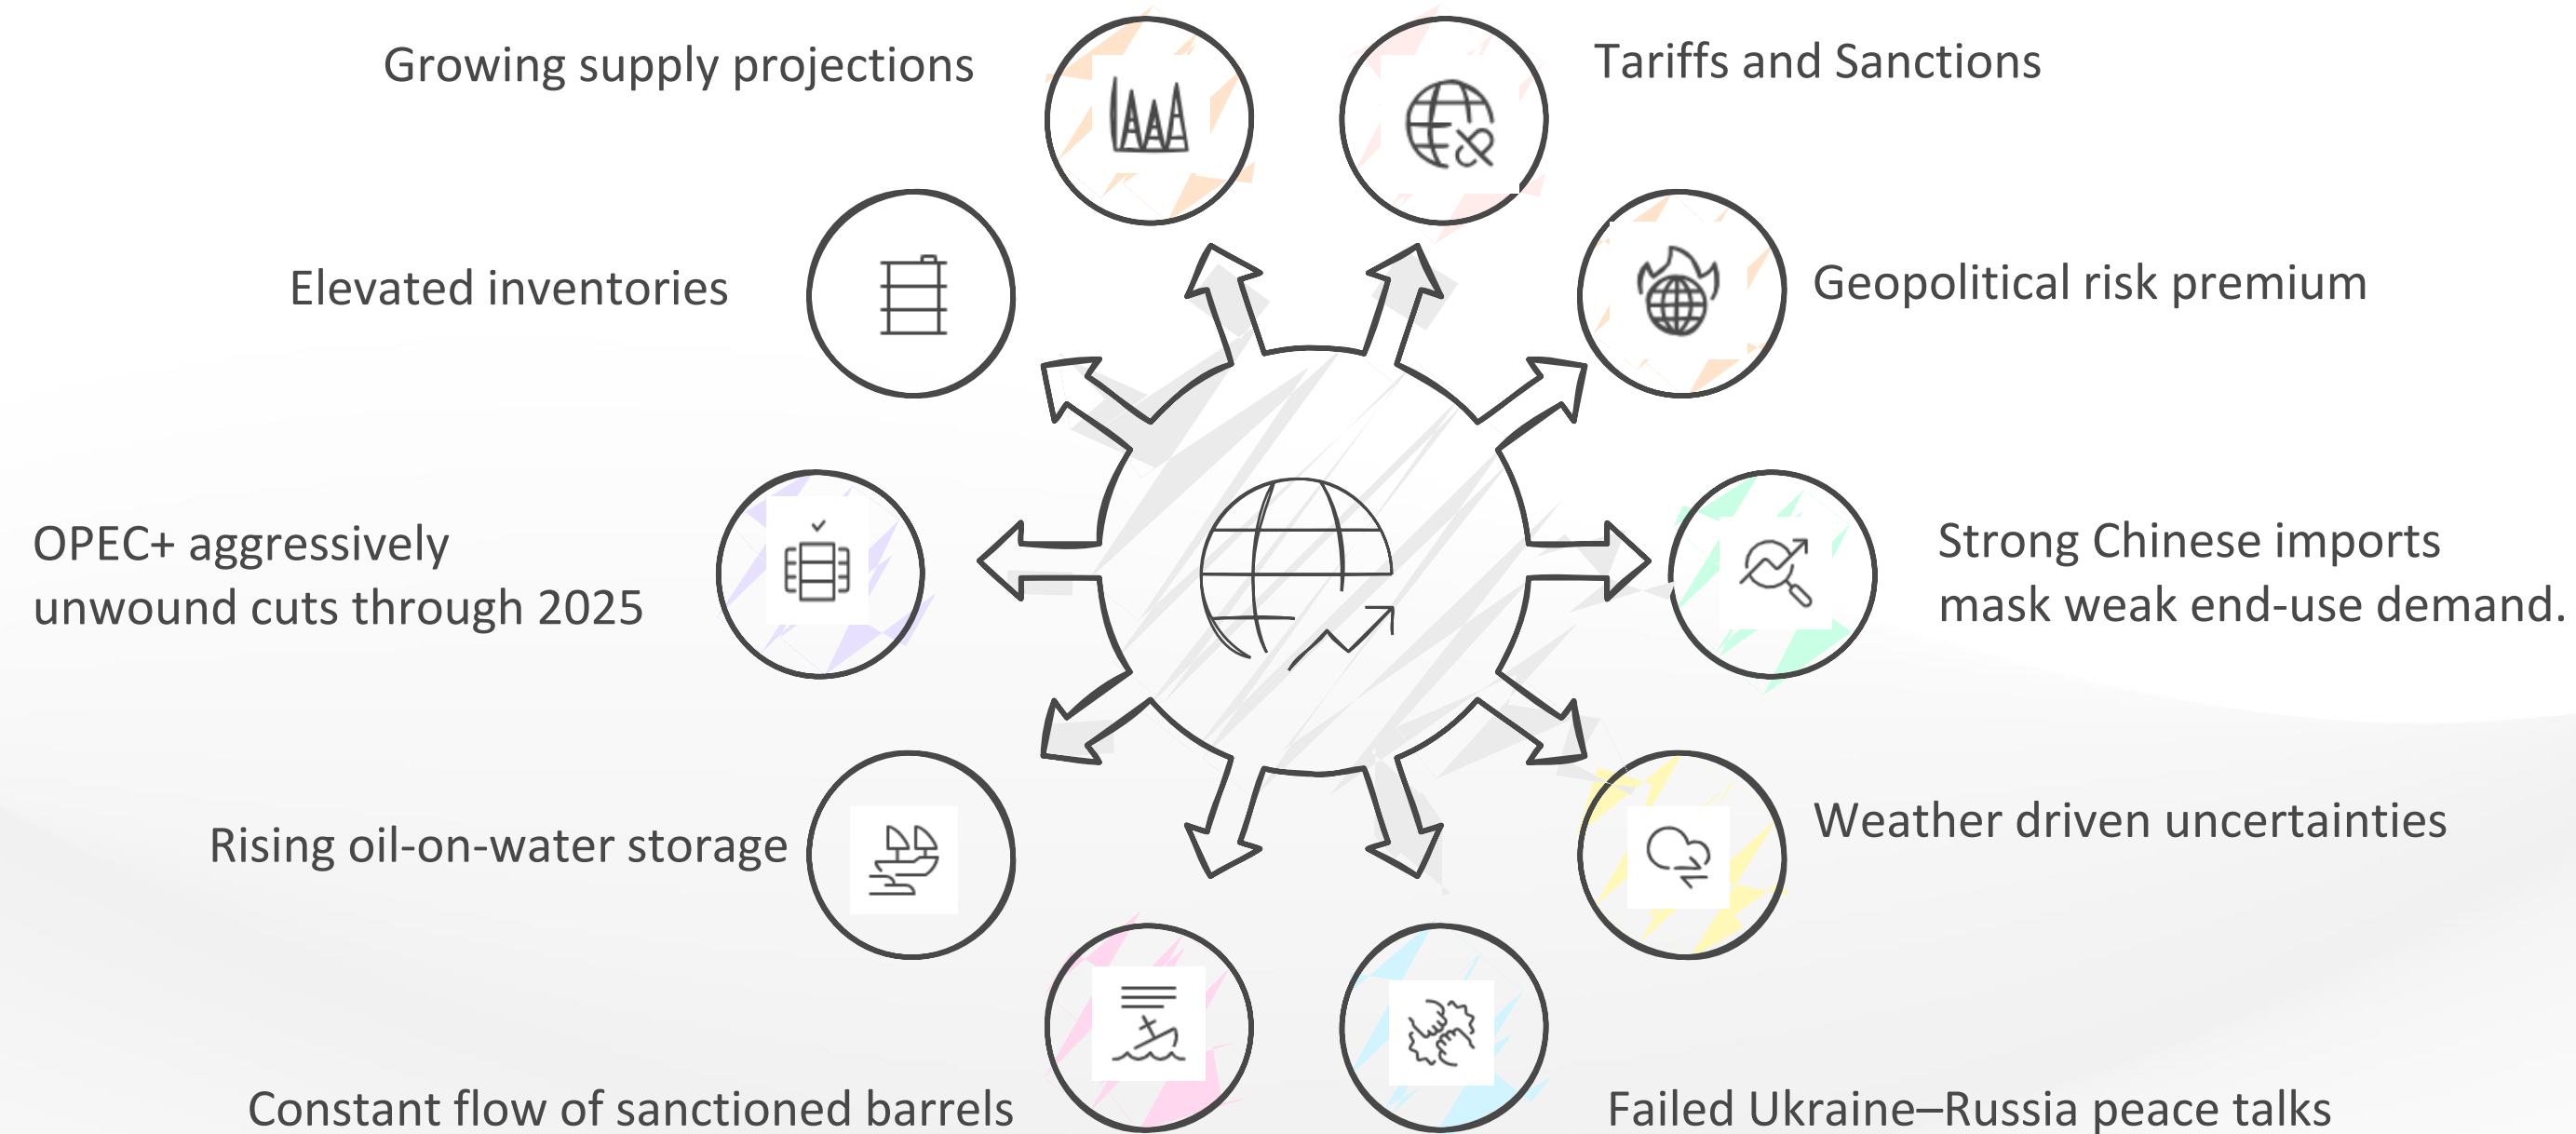 Growing supply projections
Tariffs and Sanctions
Elevated inventories
Geopolitical risk premium
OPEC+ aggressively
unwound cuts through 2025
Strong Chinese imports
mask weak end-use demand.
Rising oil-on-water storage
Weather driven uncertainties
Constant flow of sanctioned barrels
Failed Ukraine–Russia peace talks